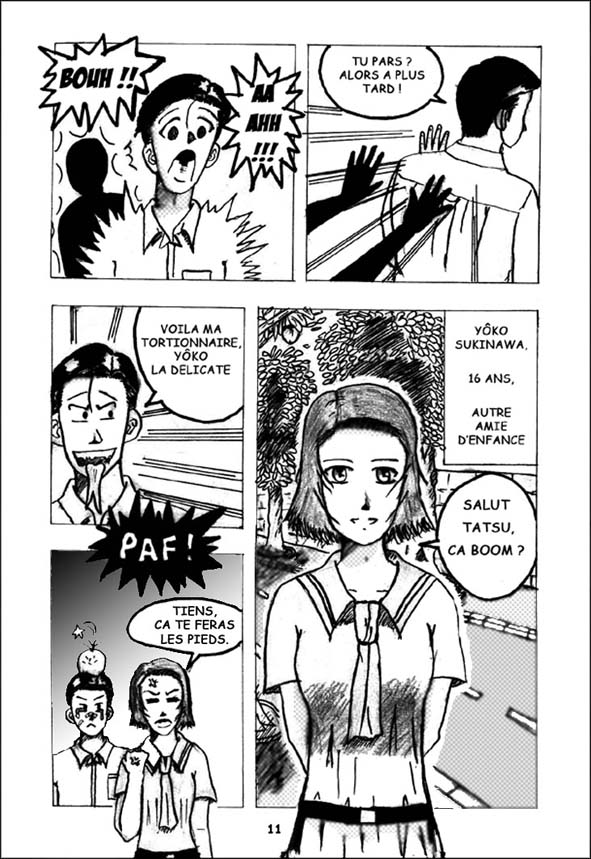 BOUH !!
AA
AHH
!!!
TU PARS ?
ALORS A PLUS
TARD !
VOILA MA
TORTIONNAIRE,
YÔKO
LA DELICATE
YÔKO
SUKINAWA,
16 ANS,
AUTRE
AMIE
D'ENFANCE
SALUT
TATSU,
CA BOOM ?
PAF !
TIENS,
CA TE FERAS
LES PIEDS.
11